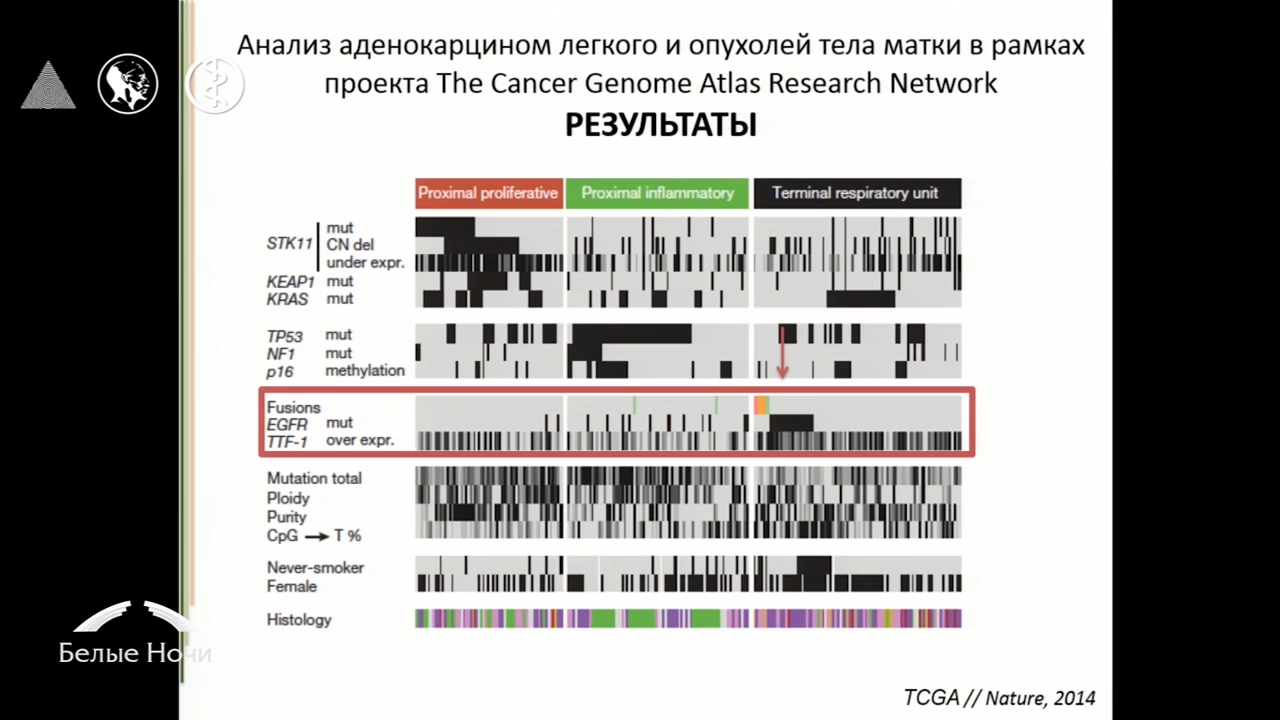 Анализ аденокарцином легкого и опухолей тела матки в рамках
проекта The Cancer Genome Atlas Research Network
РЕЗУЛЬТАТЫ
Proximal proliferative
Proximal inflammatory
Terminal respiratory unit
STK11
mut
CN del
under expr.
KEAP1 mut
KRAS mut
TP53 mut
NF1 mut
p16 methylation
Fusions
EGFR mut
TTF-1 over expr.
Mutation total
Ploidy
Purity
CpG → T %
Never-smoker
Female
Histology
Белые Ночи
TCGA // Nature, 2014